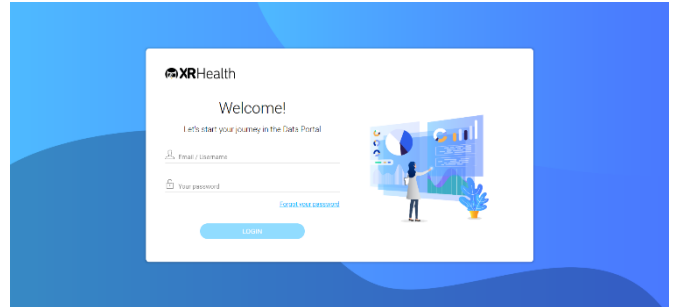 XRHealth
Welcome!
Let's start your journey in the Data Portal
Email / Username
Your password
Forgot your password
LOGIN